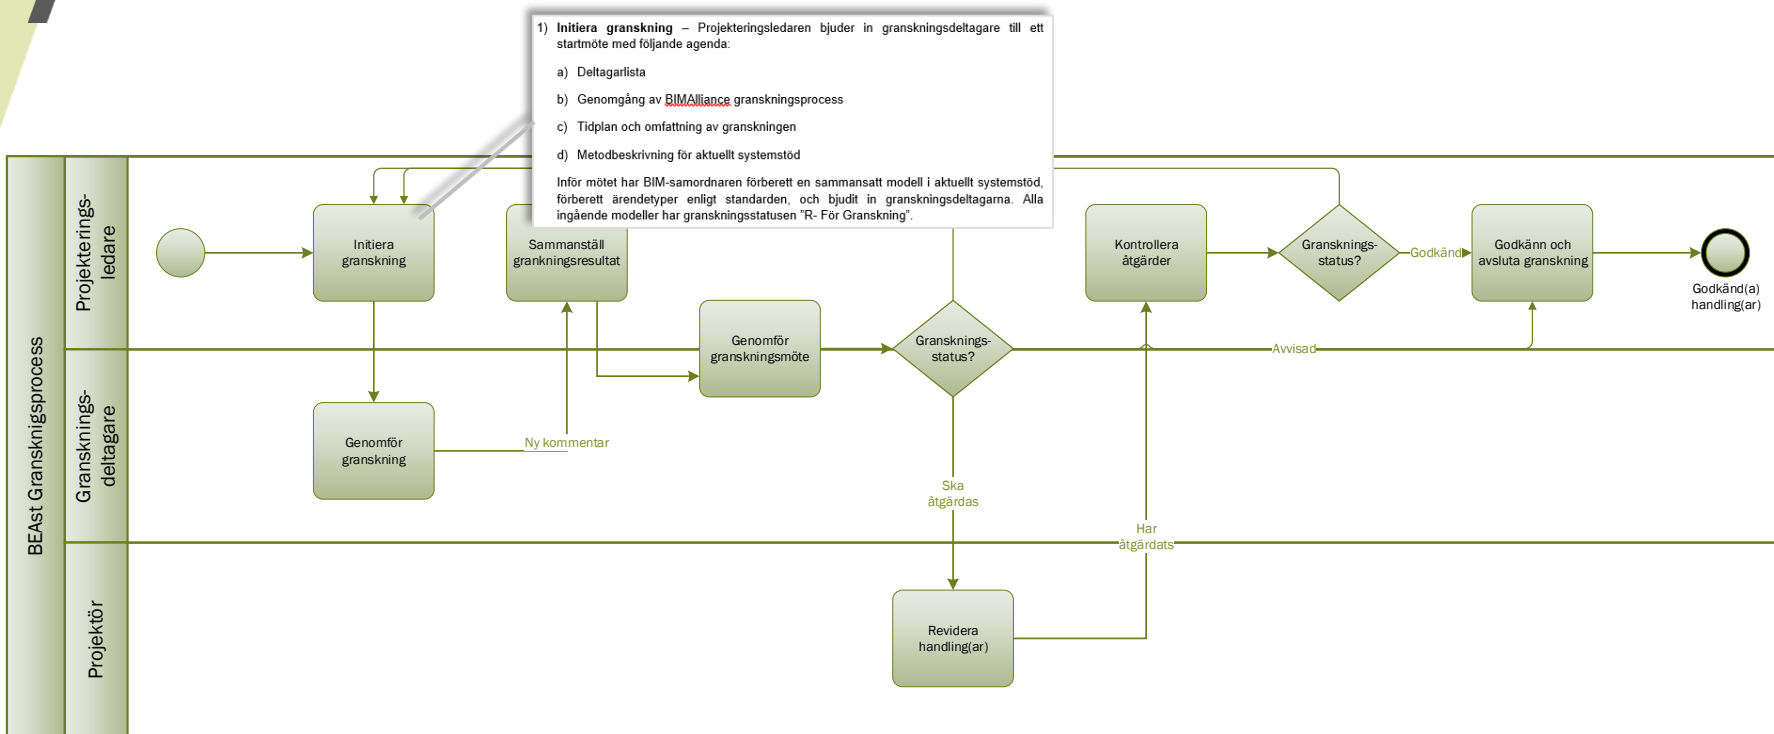 1) Initiera granskning – Projekteringsledaren bjuder in granskningsdeltagare till ett
startmöte med följande agenda:
a) Deltagarlista
b) Genomgång av BIMAlliance granskningsprocess
c) Tidplan och omfattning av granskningen
d) Metodbeskrivning för aktuellt systemstöd
Inför mötet har BIM-samordnaren förberett en sammansatt modell i aktuellt systemstöd,
förberett ärendetyper enligt standarden, och bjudit in granskningsdeltagarna. Alla
ingående modeller har granskningsstatusen ”R- För Granskning”.
BEAst Gransknigsprocess
Projekterings-
ledare
Initiera
granskning
Sammanställ
grankningsresultat
Kontrollera
åtgärder
Gransknings-
status?
Godkänd
Godkänn och
avsluta granskning
Godkänd(a)
handling(ar)
Genomför
granskningsmöte
Gransknings-
status?
Avvisad
Gransknings-
deltagare
Genomför
granskning
Ny kommentar
Ska
åtgärdas
Har
åtgärdats
Projektör
Revidera
handling(ar)